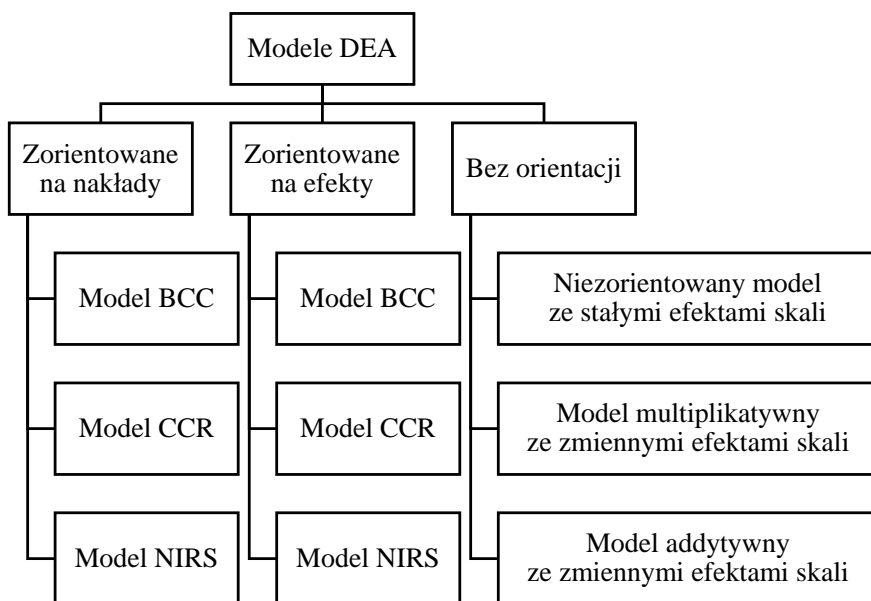 Modele DEA
Zorientowane
na nakłady
Zorientowane
na efekty
Bez orientacji
Model BCC
Model BCC
Niezorientowany model
ze stałymi efektami skali
Model CCR
Model CCR
Model multiplikatywny
ze zmiennymi efektami skali
Model NIRS
Model NIRS
Model addytywny
ze zmiennymi efektami skali